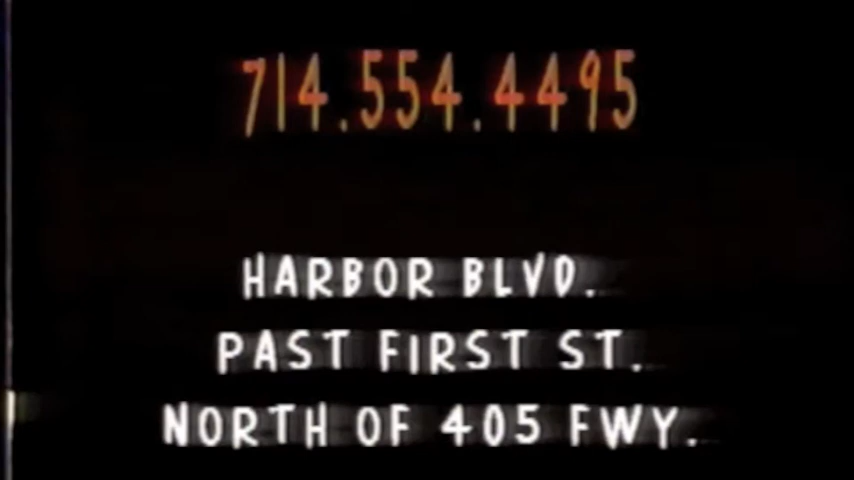 714.554.4495
HARBOR BLVD.
PAST FIRST ST.
NORTH OF 405 FWY.